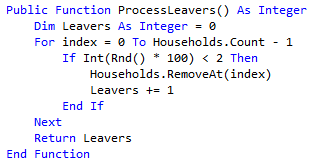 Public Function ProcessLeavers() As Integer
    Dim Leavers As Integer = 0
    For index = 0 To Households.Count - 1
        If Int(Rnd() * 100) < 2 Then
            Households.RemoveAt(index)
            Leavers += 1
        End If
    Next
    Return Leavers
End Function